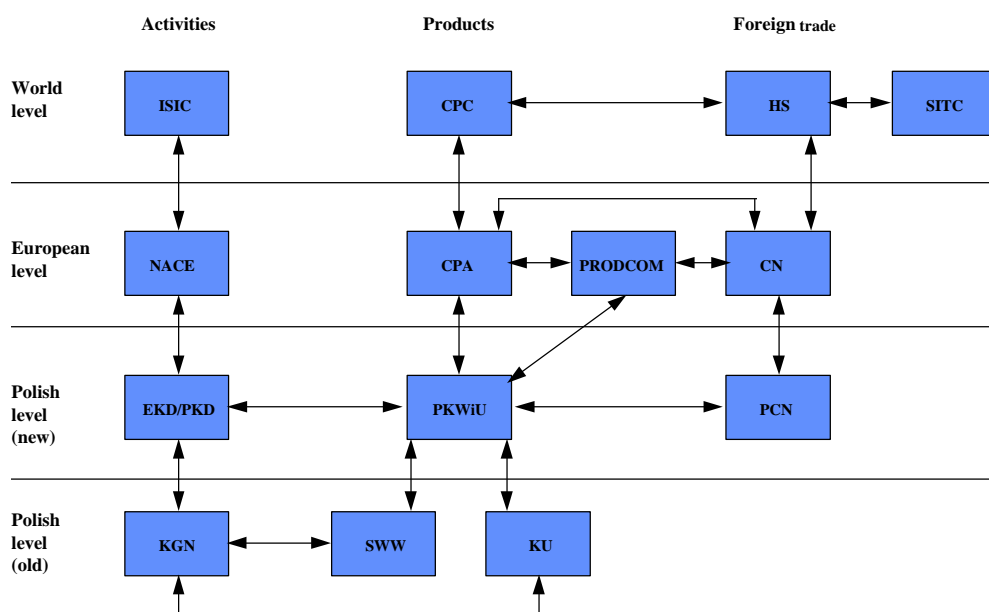 Activities
Products
Foreign trade
World
level
ISIC
CPC
HS
SITC
European
level
NACE
CPA
PRODCOM
CN
Polish
level
(new)
EKD/PKD
PKWiU
PCN
Polish
level
(old)
KGN
SWW
KU